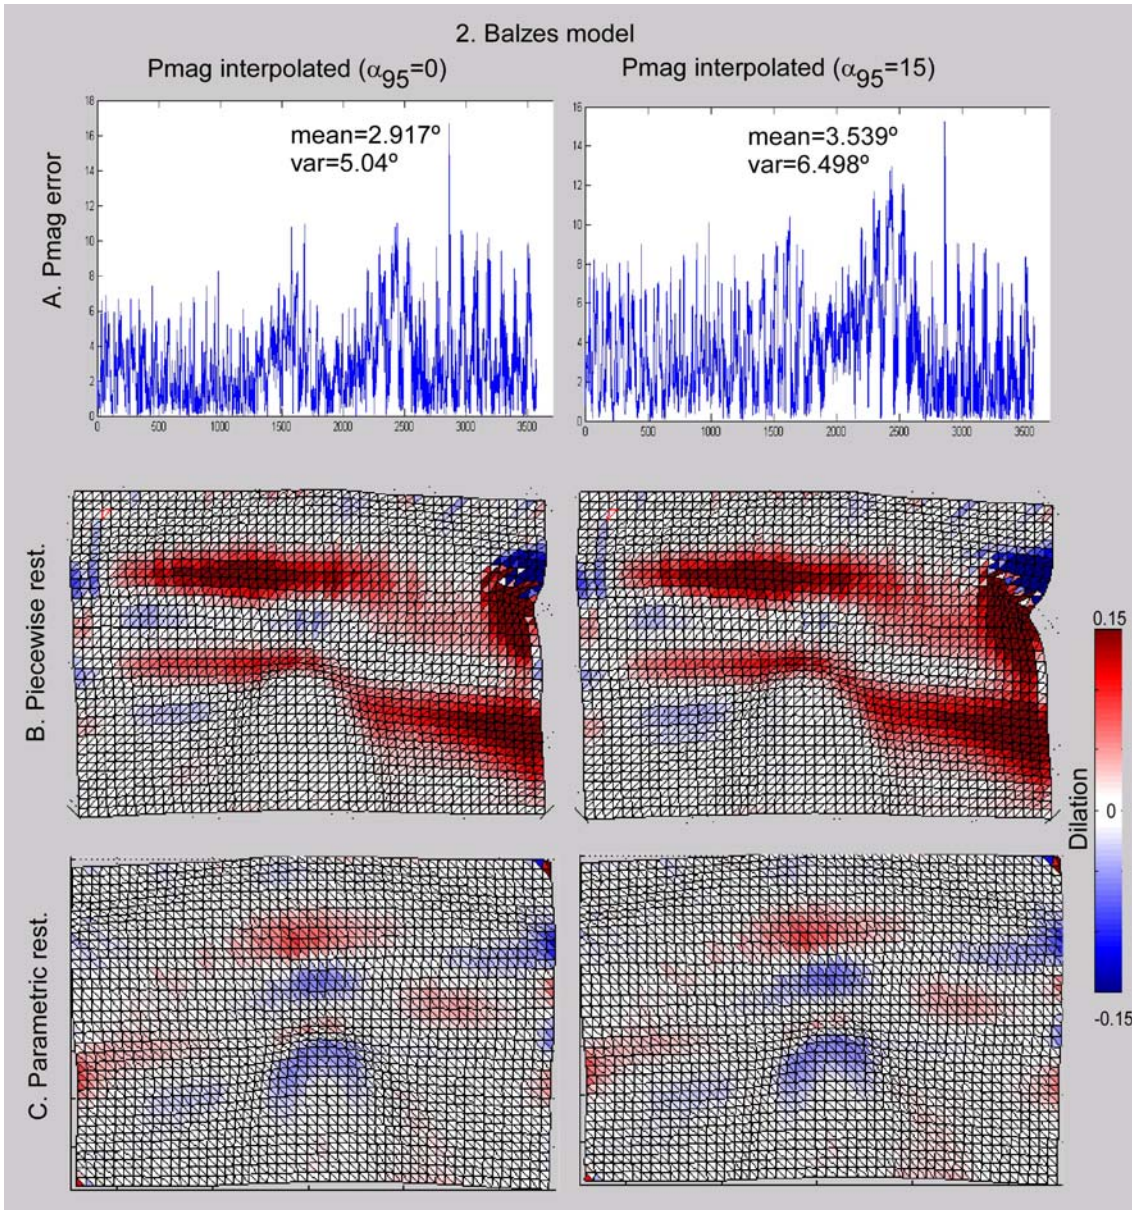 2. Balzes model
Pmag interpolated (α95=0)
Pmag interpolated (α95=15)
A. Pmag error
18
16
14
12
10
8
6
4
2
0
mean=2.917º
var=5.04º
0 500 1000 1500 2000 2500 3000 3500
16
14
12
10
8
6
4
2
0
mean=3.539º
var=6.498º
0 500 1000 1500 2000 2500 3000 3500
B. Piecewise rest.
C. Parametric rest.
Dilation
0.15
0
-0.15